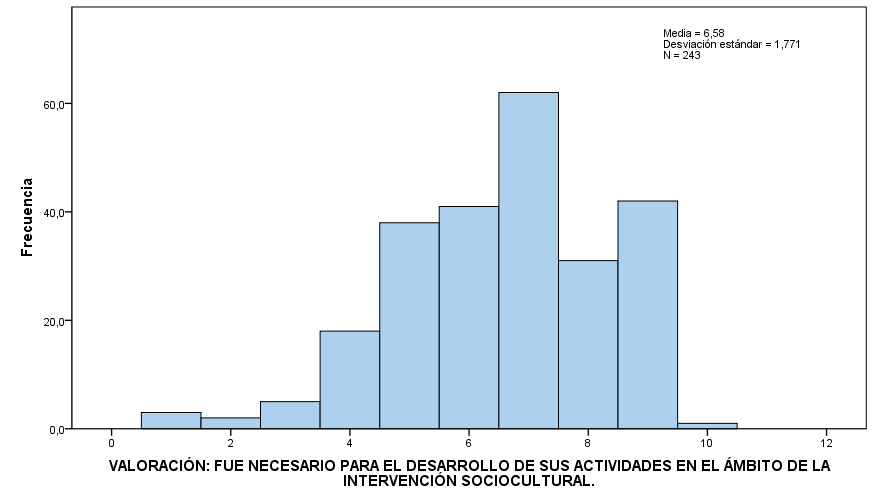 Media = 6,58
Desviación estándar = 1,771
N = 243
60,0
40,0
20,0
0,0
Frecuencia
0 2 4 6 8 10 12
VALORACIÓN: FUE NECESARIO PARA EL DESARROLLO DE SUS ACTIVIDADES EN EL ÁMBITO DE LA
INTERVENCIÓN SOCIOCULTURAL.